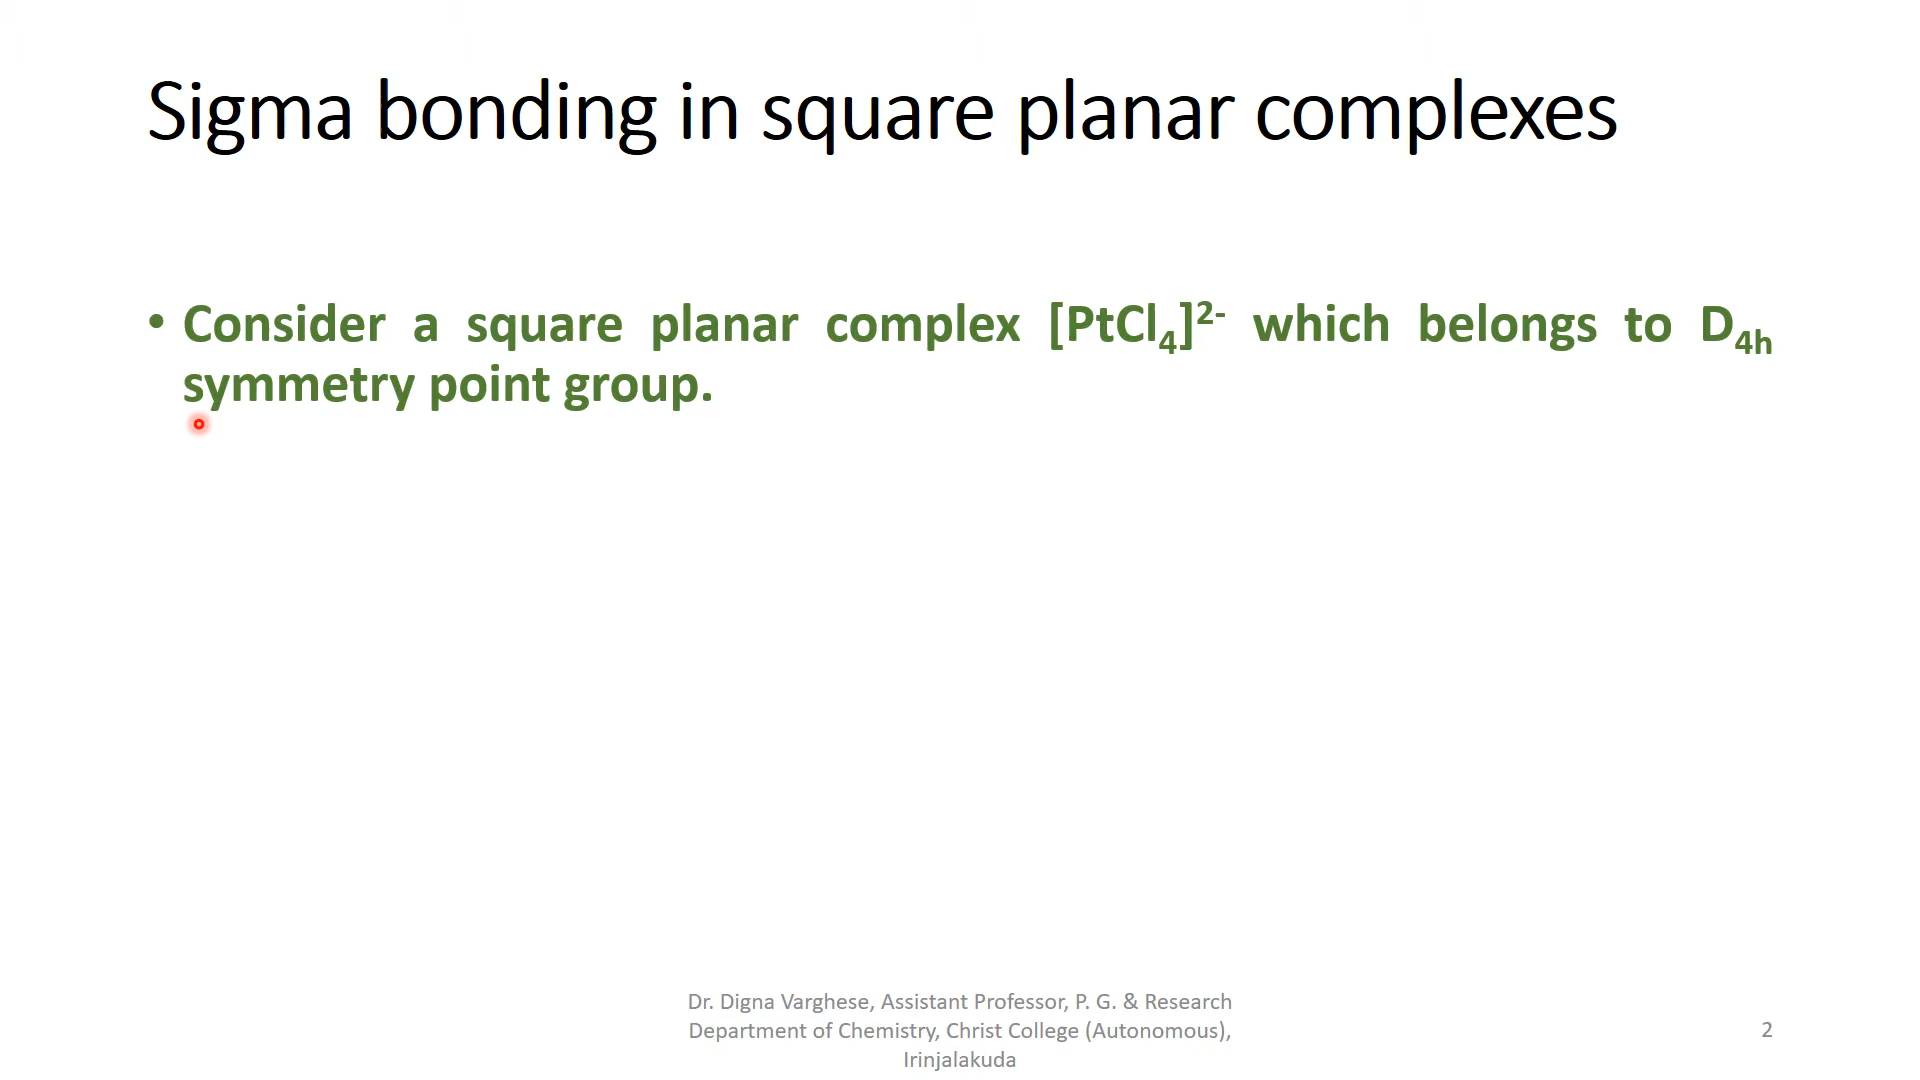 Sigma bonding in square planar complexes
• Consider a square planar complex [PtCl₄]²⁻ which belongs to D₄ₕ
symmetry point group.
Dr. Digna Varghese, Assistant Professor, P. G. & Research
Department of Chemistry, Christ College (Autonomous),
Irinjalakuda
2